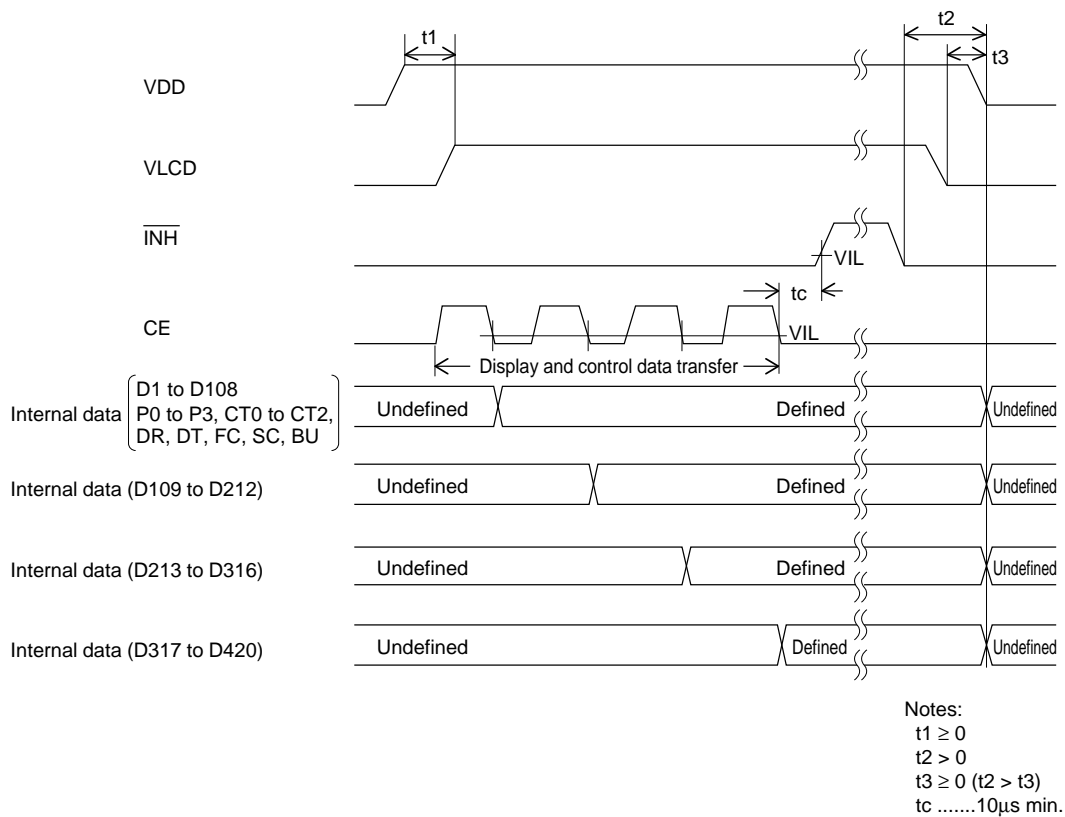 t1
t2
t3
VDD
VLCD
INH
VIL
tc
CE
VIL
Display and control data transfer
Internal data
D1 to D108
P0 to P3, CT0 to CT2,
DR, DT, FC, SC, BU
Undefined
Defined
Undefined
Internal data (D109 to D212)
Undefined
Defined
Undefined
Internal data (D213 to D316)
Undefined
Defined
Undefined
Internal data (D317 to D420)
Undefined
Defined
Undefined
Notes:
t1 ≥ 0
t2 > 0
t3 ≥ 0 (t2 > t3)
tc .......10μs min.